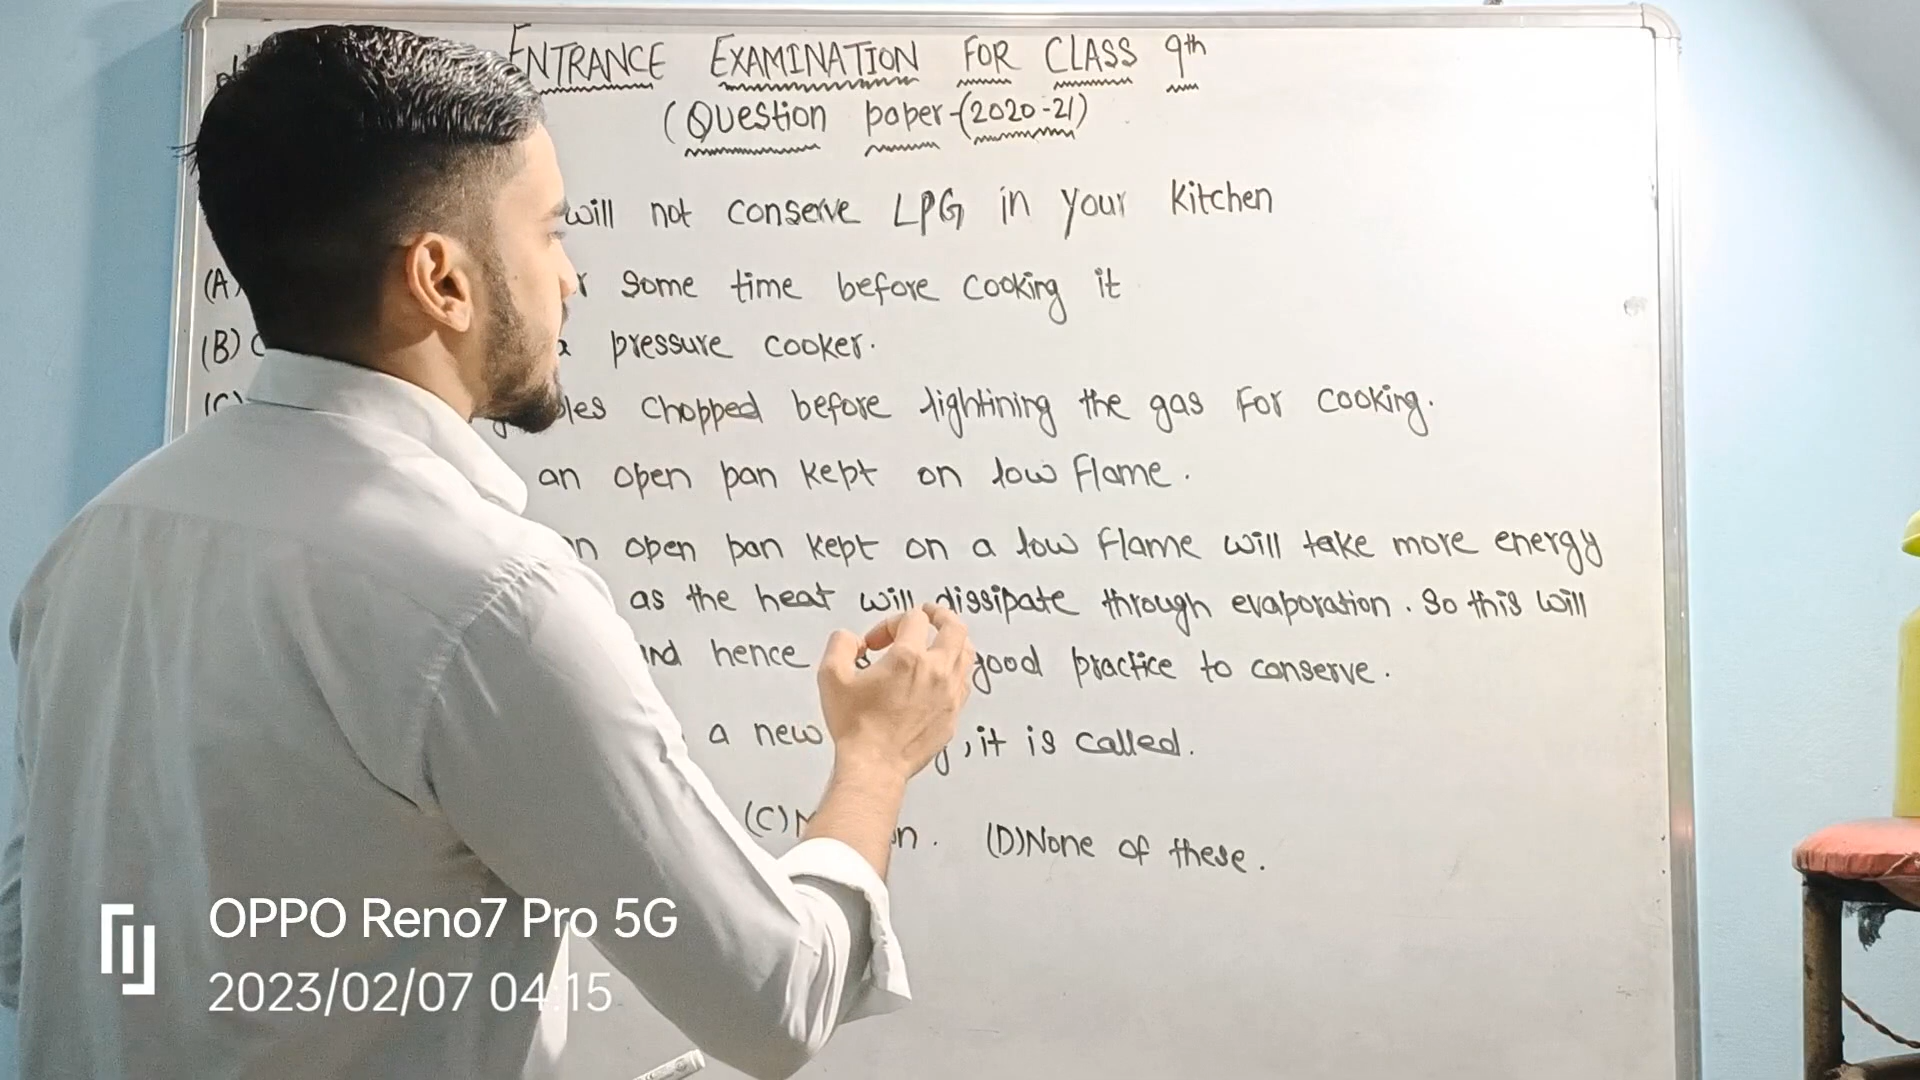 ENTRANCE EXAMINATION FOR CLASS 9th
(Question paper-(2020-21)
will not conserve LPG in your kitchen
(A) some time before cooking it
(B) a pressure cooker.
(C) chopped before lightining the gas for cooking.
an open pan kept on low flame.
open pan kept on a low flame will take more energy
as the heat will dissipate through evaporation. So this will
and hence good practice to conserve.
a new , it is called.
(C) (D) None of these.
OPPO Reno7 Pro 5G
2023/02/07 04:15